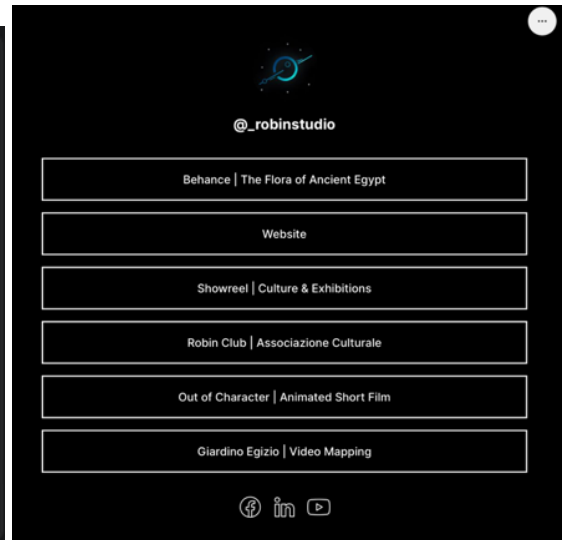 @_robinstudio
Behance | The Flora of Ancient Egypt
Website
Showreel | Culture & Exhibitions
Robin Club | Associazione Culturale
Out of Character | Animated Short Film
Giardino Egizio | Video Mapping